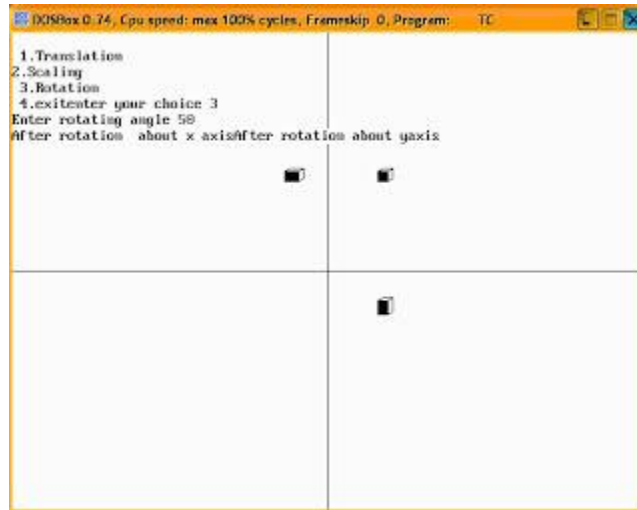 DOSBox 0.74, Cpu speed: max 100% cycles, Frameskip 0, Program: TC
1.Translation
2.Scaling
3.Rotation
4.exitenter your choice 3
Enter rotating angle 50
After rotation about x axisAfter rotation about yaxis